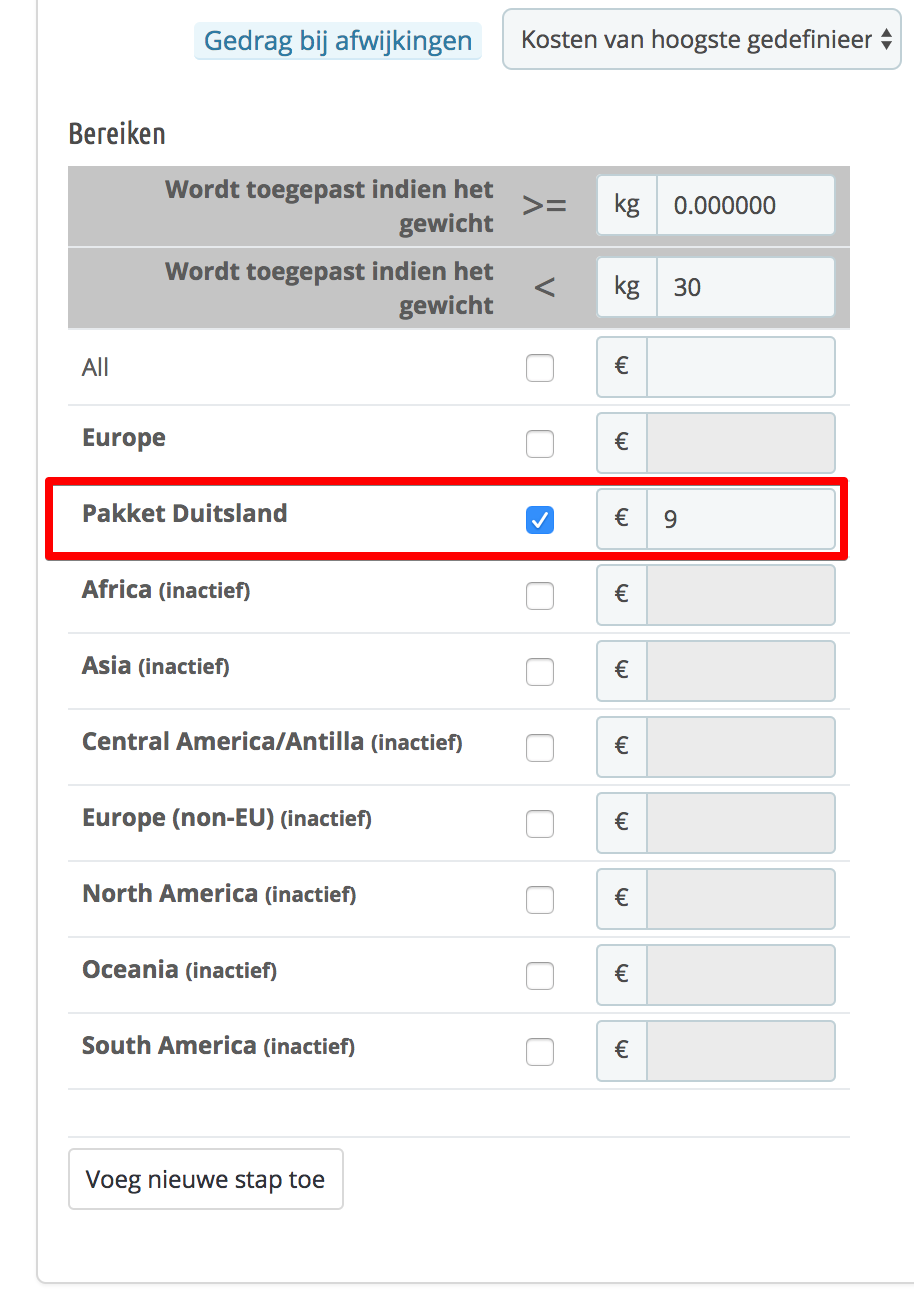 Gedrag bij afwijkingen
Kosten van hoogste gedefinieer
Bereiken
Wordt toegepast indien het
gewicht
>=
kg
0.000000
Wordt toegepast indien het
gewicht
<
kg
30
All
€
Europe
€
Pakket Duitsland
€
9
Africa (inactief)
€
Asia (inactief)
€
Central America/Antilla (inactief)
€
Europe (non-EU) (inactief)
€
North America (inactief)
€
Oceania (inactief)
€
South America (inactief)
€
Voeg nieuwe stap toe